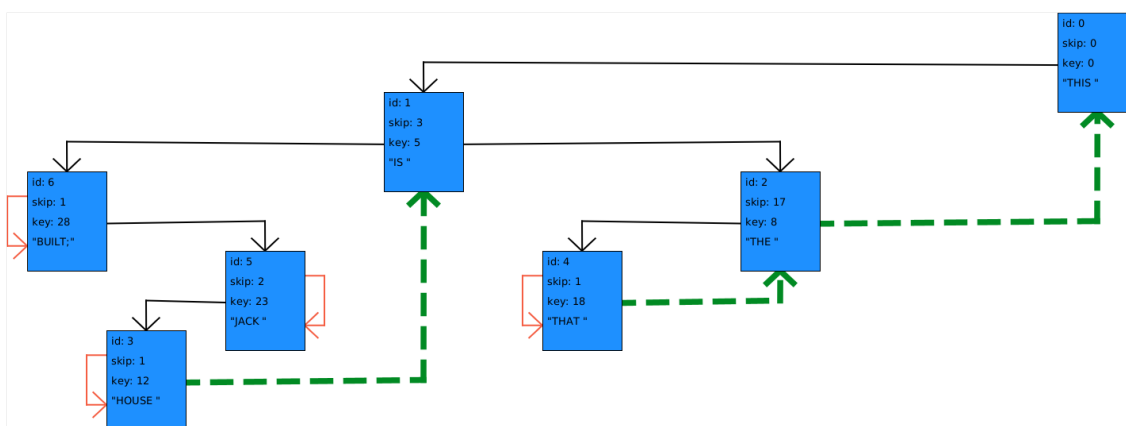 id: 0
skip: 0
key: 0
"THIS "
id: 1
skip: 3
key: 5
"IS "
id: 6
skip: 1
key: 28
"BUILT;"
id: 2
skip: 17
key: 8
"THE "
id: 5
skip: 2
key: 23
"JACK "
id: 4
skip: 1
key: 18
"THAT "
id: 3
skip: 1
key: 12
"HOUSE "